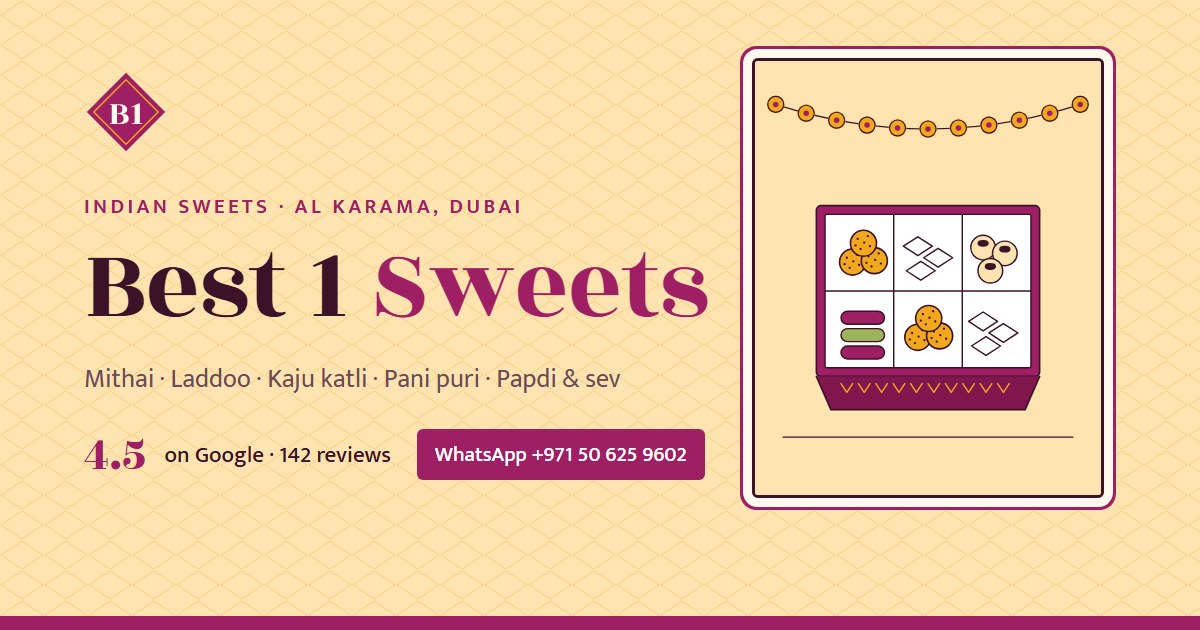 B1
INDIAN SWEETS · AL KARAMA, DUBAI
Best 1 Sweets
Mithai · Laddoo · Kaju katli · Pani puri · Papdi & sev
4.5 on Google · 142 reviews
WhatsApp +971 50 625 9602